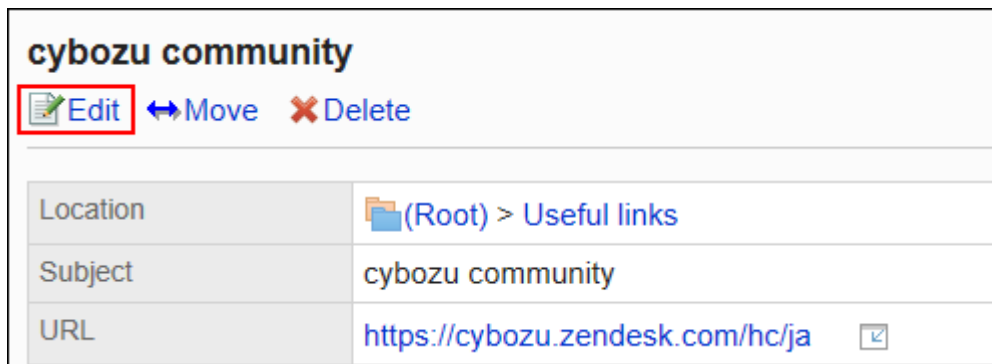 cybozu community
Edit Move Delete
Location (Root) > Useful links
Subject cybozu community
URL https://cybozu.zendesk.com/hc/ja